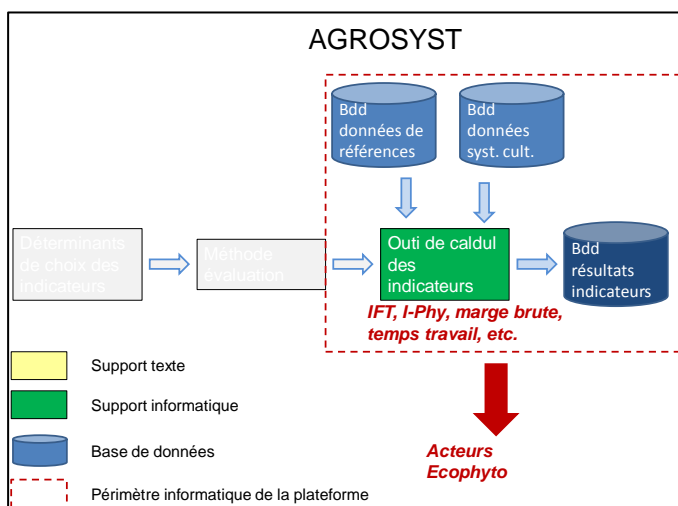 AGROSYST
Bdd
données de
références
Bdd
données
syst. cult.
Déterminants
de choix des
indicateurs
Méthode
évaluation
Outi de caldul
des
indicateurs
Bdd
résultats
indicateurs
IFT, I-Phy, marge brute,
temps travail, etc.
Support texte
Support informatique
Base de données
Périmètre informatique de la plateforme
Acteurs
Ecophyto